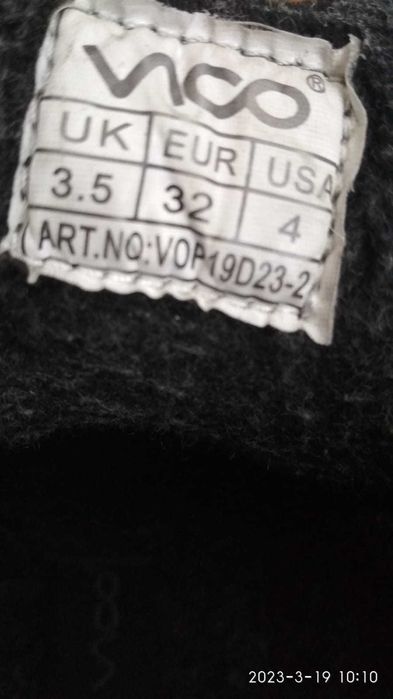 VICO®
UK EUR USA
3.5 32 4
ART.NO:VOP19D23-2
2023-3-19 10:10